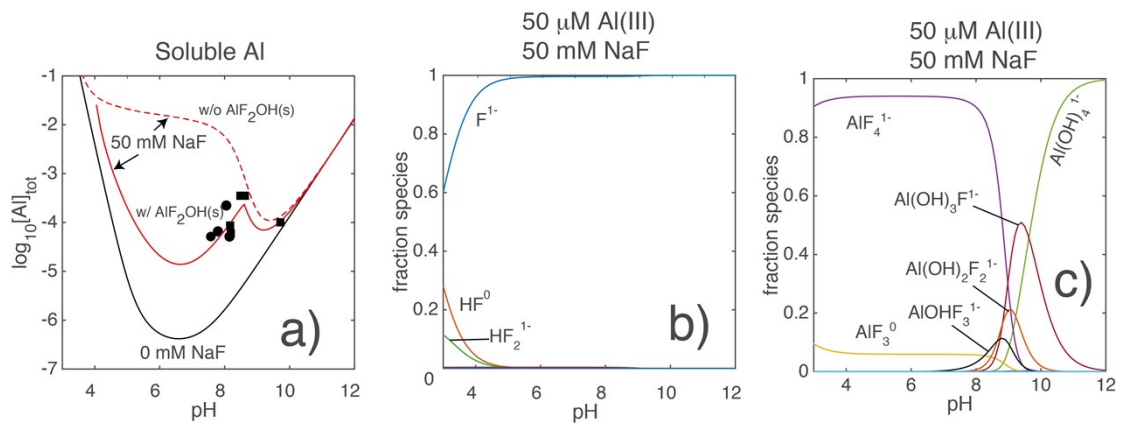 Soluble Al
log₁₀[Al]tot
-1
-2
-3
-4
-5
-6
-7
w/o AlF₂OH(s)
50 mM NaF
w/ AlF₂OH(s)
0 mM NaF
a)
4 6 8 10 12
pH
50 μM Al(III)
50 mM NaF
fraction species
1
0.8
0.6
0.4
0.2
0
F¹⁻
HF⁰
HF₂¹⁻
b)
4 6 8 10 12
pH
50 μM Al(III)
50 mM NaF
fraction species
1
0.8
0.6
0.4
0.2
0
AlF₄¹⁻
Al(OH)₄¹⁻
Al(OH)₃F¹⁻
Al(OH)₂F₂¹⁻
AlOHF₃¹⁻
AlF₃⁰
c)
4 6 8 10 12
pH